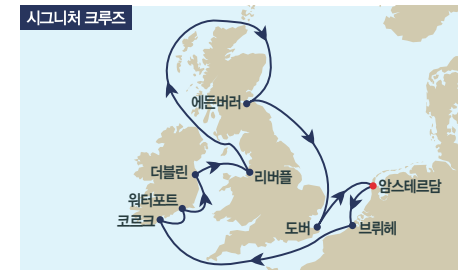 시그니처 크루즈
에든버러
더블린
리버플
워터포트
코르크
암스테르담
도버
브뤼헤